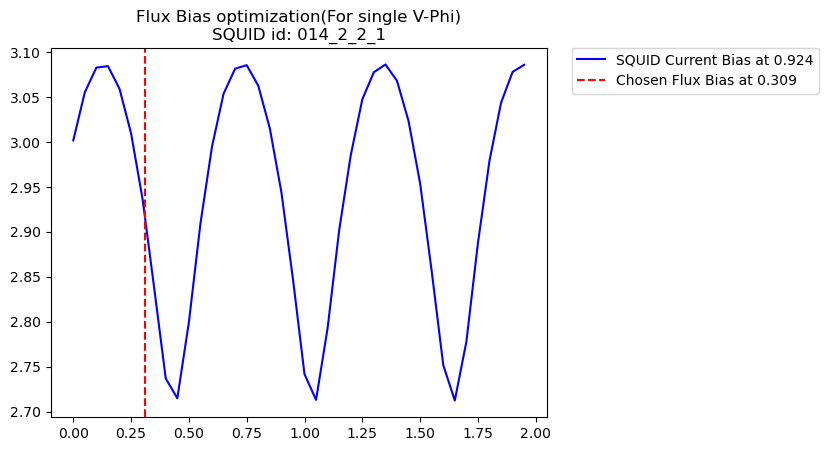 Flux Bias optimization(For single V-Phi)
SQUID id: 014_2_2_1
SQUID Current Bias at 0.924
Chosen Flux Bias at 0.309
3.10
3.05
3.00
2.95
2.90
2.85
2.80
2.75
2.70
0.00 0.25 0.50 0.75 1.00 1.25 1.50 1.75 2.00